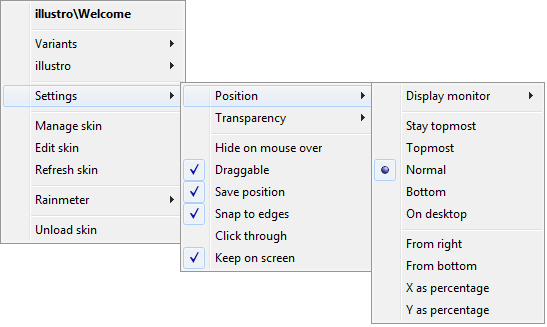 illustro\Welcome
Variants
illustro
Settings
Manage skin
Edit skin
Refresh skin
Rainmeter
Unload skin
Position
Transparency
Hide on mouse over
Draggable
Save position
Snap to edges
Click through
Keep on screen
Display monitor
Stay topmost
Topmost
Normal
Bottom
On desktop
From right
From bottom
X as percentage
Y as percentage